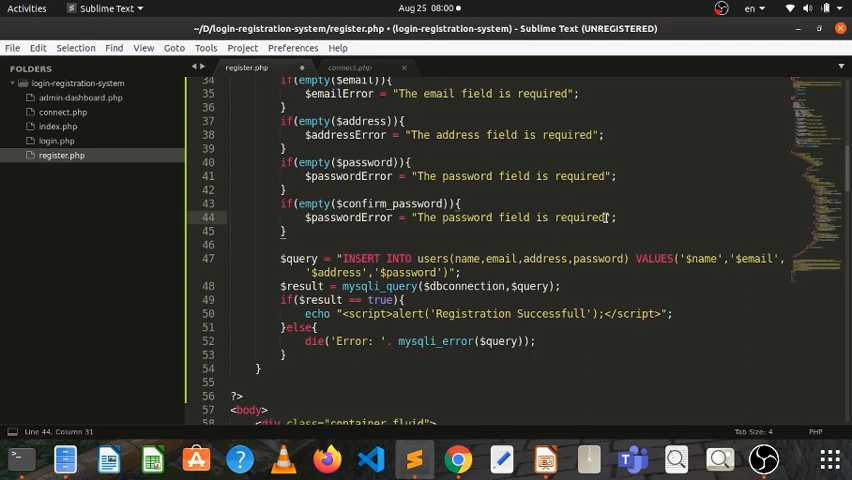 Activities
Sublime Text
Aug 25 08:00
en
~/D/login-registration-system/register.php • (login-registration-system) - Sublime Text (UNREGISTERED)
File Edit Selection Find View Goto Tools Project Preferences Help
FOLDERS
login-registration-system
admin-dashboard.php
connect.php
index.php
login.php
register.php
register.php
connect.php
34 if(empty($email)){
35 $emailError = "The email field is required";
36 }
37 if(empty($address)){
38 $addressError = "The address field is required";
39 }
40 if(empty($password)){
41 $passwordError = "The password field is required";
42 }
43 if(empty($confirm_password)){
44 $passwordError = "The password field is required";
45 }
46
47 $query = "INSERT INTO users(name,email,address,password) VALUES('$name','$email',
'$address','$password')";
48 $result = mysqli_query($dbconnection,$query);
49 if($result == true){
50 echo "<script>alert('Registration Successfull');</script>";
51 }else{
52 die('Error: '. mysqli_error($query));
53 }
54 }
55
56 ?>
57 <body>
58 <div class="container fluid">
Line 44, Column 31
Tab Size: 4
PHP